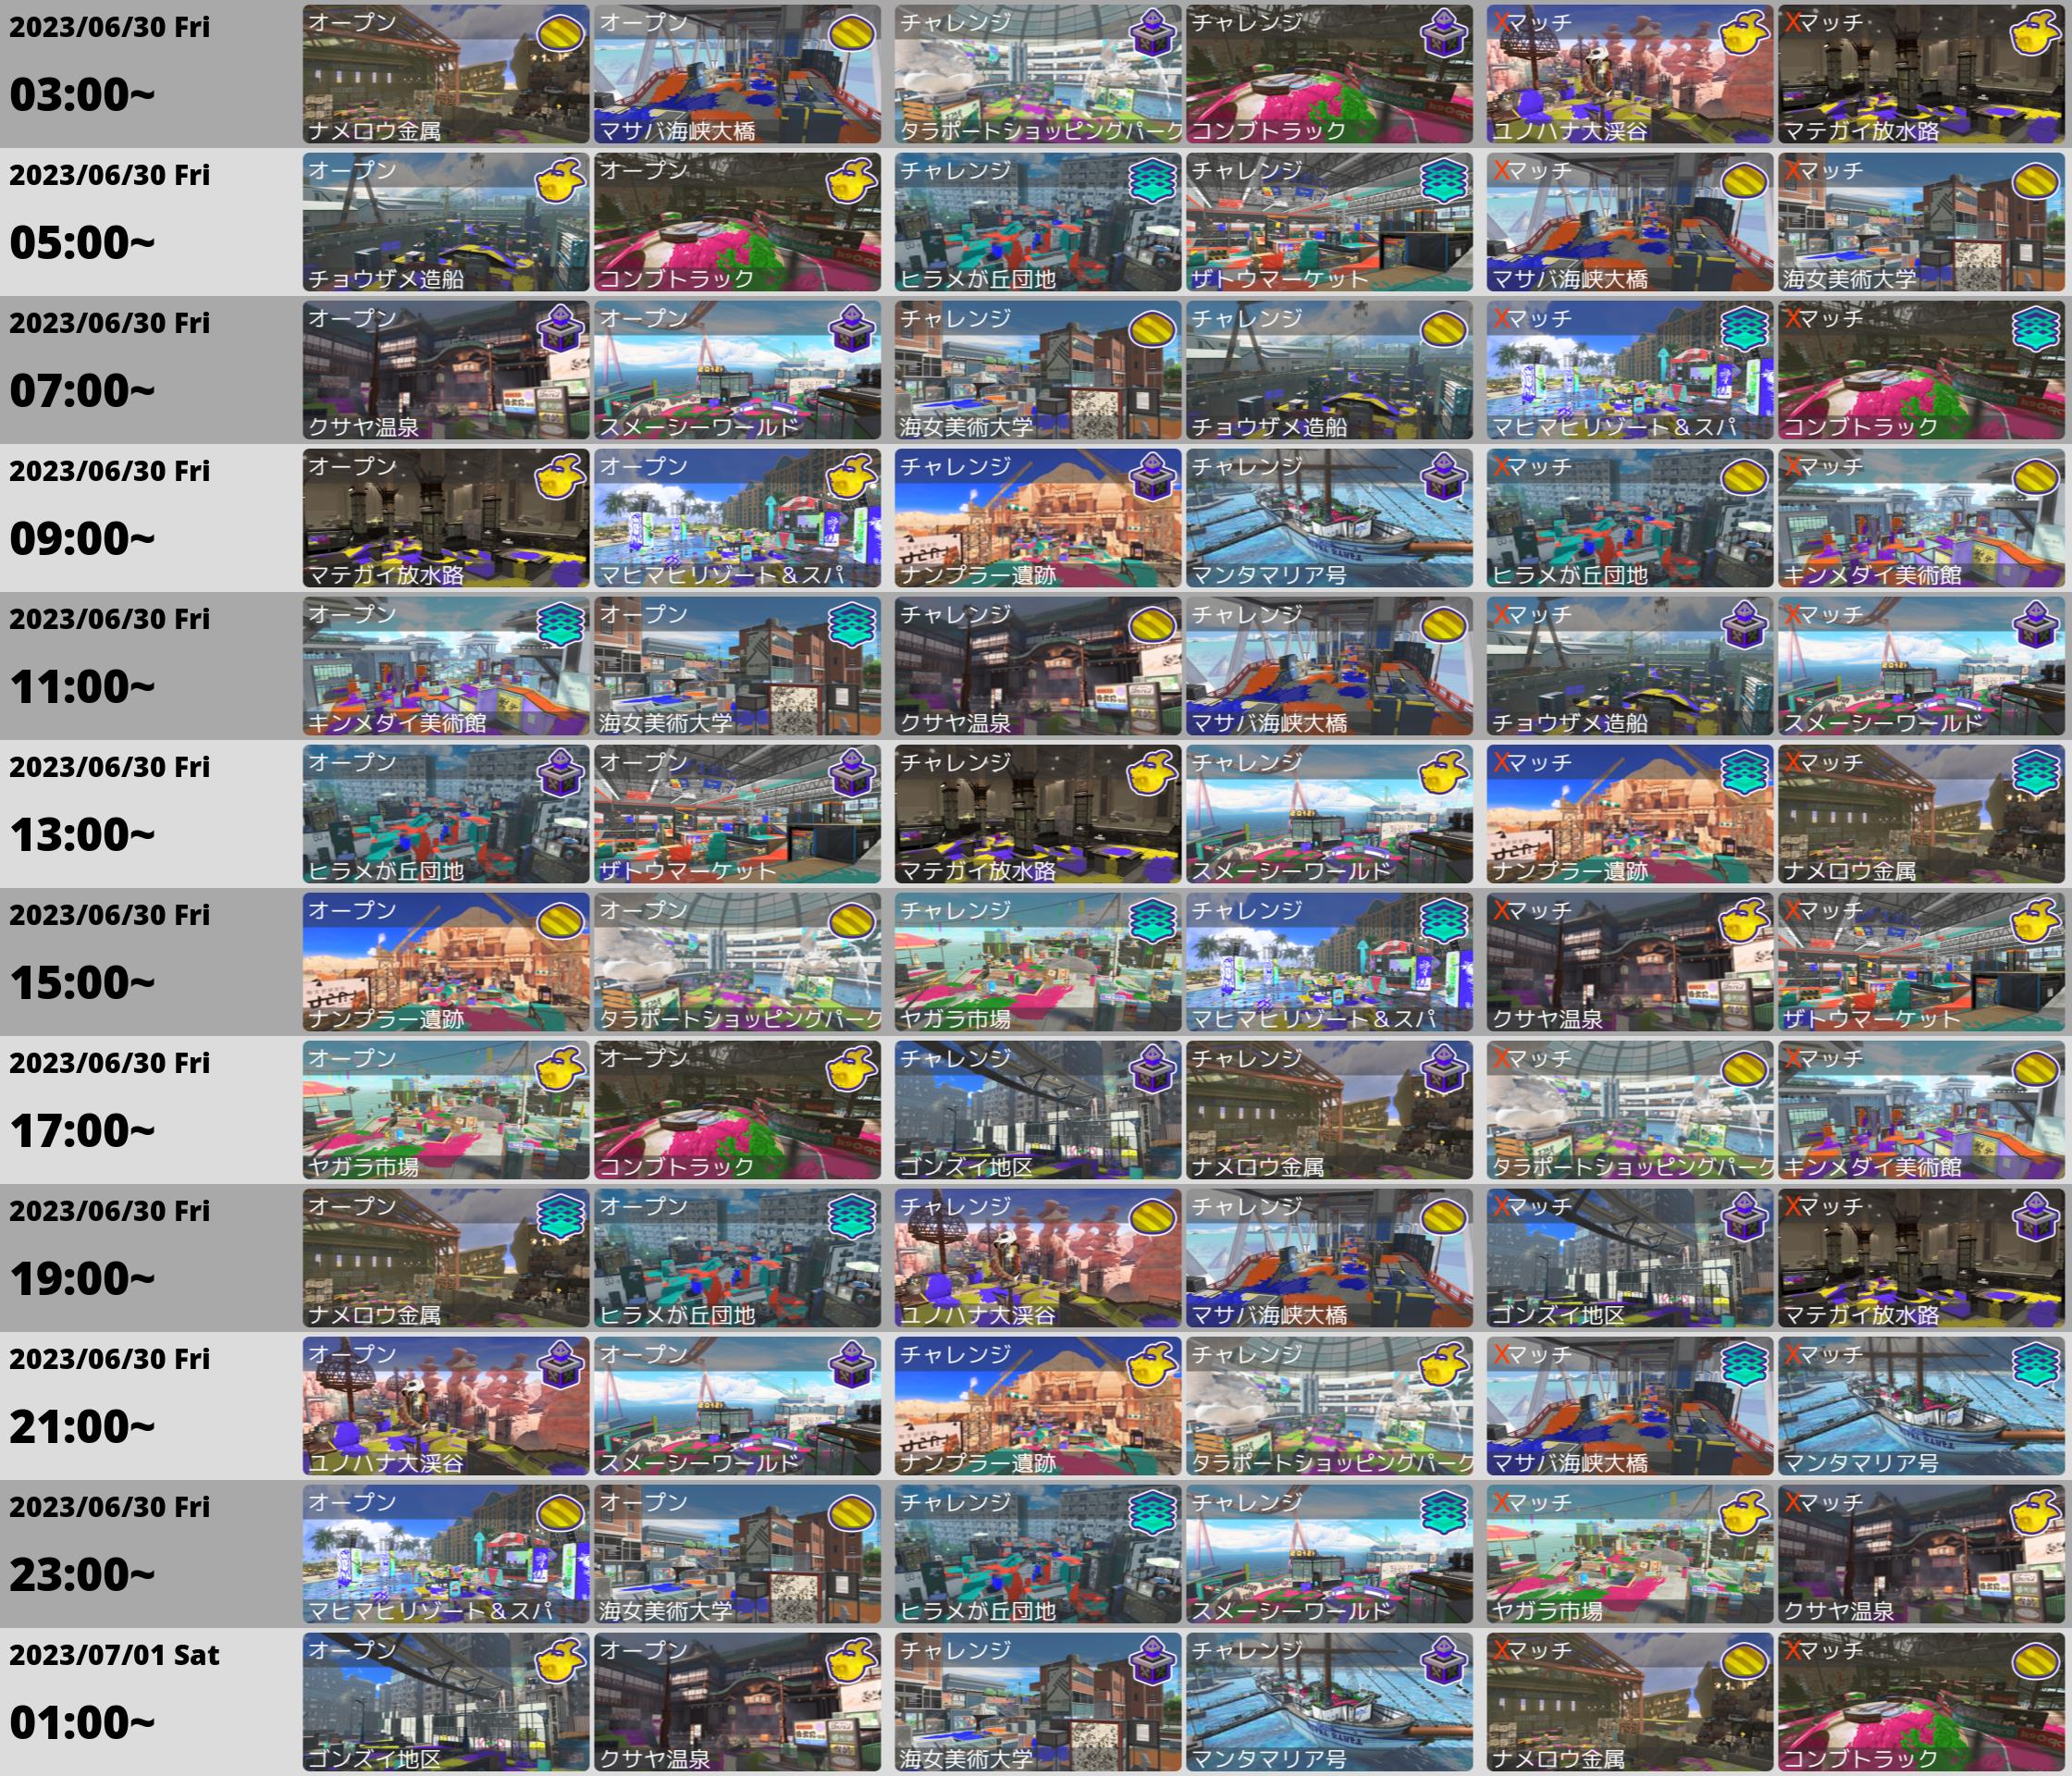 2023/06/30 Fri
03:00~
オープン オープン チャレンジ チャレンジ Xマッチ Xマッチ
ナメロウ金属 マサバ海峡大橋 タラポートショッピングパーク コンブトラック ユノハナ大渓谷 マテガイ放水路
2023/06/30 Fri
05:00~
オープン オープン チャレンジ チャレンジ Xマッチ Xマッチ
チョウザメ造船 コンブトラック ヒラメが丘団地 ザトウマーケット マサバ海峡大橋 海女美術大学
2023/06/30 Fri
07:00~
オープン オープン チャレンジ チャレンジ Xマッチ Xマッチ
クサヤ温泉 スメーシーワールド 海女美術大学 チョウザメ造船 マヒマヒリゾート&スパ コンブトラック
2023/06/30 Fri
09:00~
オープン オープン チャレンジ チャレンジ Xマッチ Xマッチ
マテガイ放水路 マヒマヒリゾート&スパ ナンプラー遺跡 マンタマリア号 ヒラメが丘団地 キンメダイ美術館
2023/06/30 Fri
11:00~
オープン オープン チャレンジ チャレンジ Xマッチ Xマッチ
キンメダイ美術館 海女美術大学 クサヤ温泉 マサバ海峡大橋 チョウザメ造船 スメーシーワールド
2023/06/30 Fri
13:00~
オープン オープン チャレンジ チャレンジ Xマッチ Xマッチ
ヒラメが丘団地 ザトウマーケット マテガイ放水路 スメーシーワールド ナンプラー遺跡 ナメロウ金属
2023/06/30 Fri
15:00~
オープン オープン チャレンジ チャレンジ Xマッチ Xマッチ
ナンプラー遺跡 タラポートショッピングパーク ヤガラ市場 マヒマヒリゾート&スパ クサヤ温泉 ザトウマーケット
2023/06/30 Fri
17:00~
オープン オープン チャレンジ チャレンジ Xマッチ Xマッチ
ヤガラ市場 コンブトラック ゴンズイ地区 ナメロウ金属 タラポートショッピングパーク キンメダイ美術館
2023/06/30 Fri
19:00~
オープン オープン チャレンジ チャレンジ Xマッチ Xマッチ
ナメロウ金属 ヒラメが丘団地 ユノハナ大渓谷 マサバ海峡大橋 ゴンズイ地区 マテガイ放水路
2023/06/30 Fri
21:00~
オープン オープン チャレンジ チャレンジ Xマッチ Xマッチ
ユノハナ大渓谷 スメーシーワールド ナンプラー遺跡 タラポートショッピングパーク マサバ海峡大橋 マンタマリア号
2023/06/30 Fri
23:00~
オープン オープン チャレンジ チャレンジ Xマッチ Xマッチ
マヒマヒリゾート&スパ 海女美術大学 ヒラメが丘団地 スメーシーワールド ヤガラ市場 クサヤ温泉
2023/07/01 Sat
01:00~
オープン オープン チャレンジ チャレンジ Xマッチ Xマッチ
ゴンズイ地区 クサヤ温泉 海女美術大学 マンタマリア号 ナメロウ金属 コンブトラック